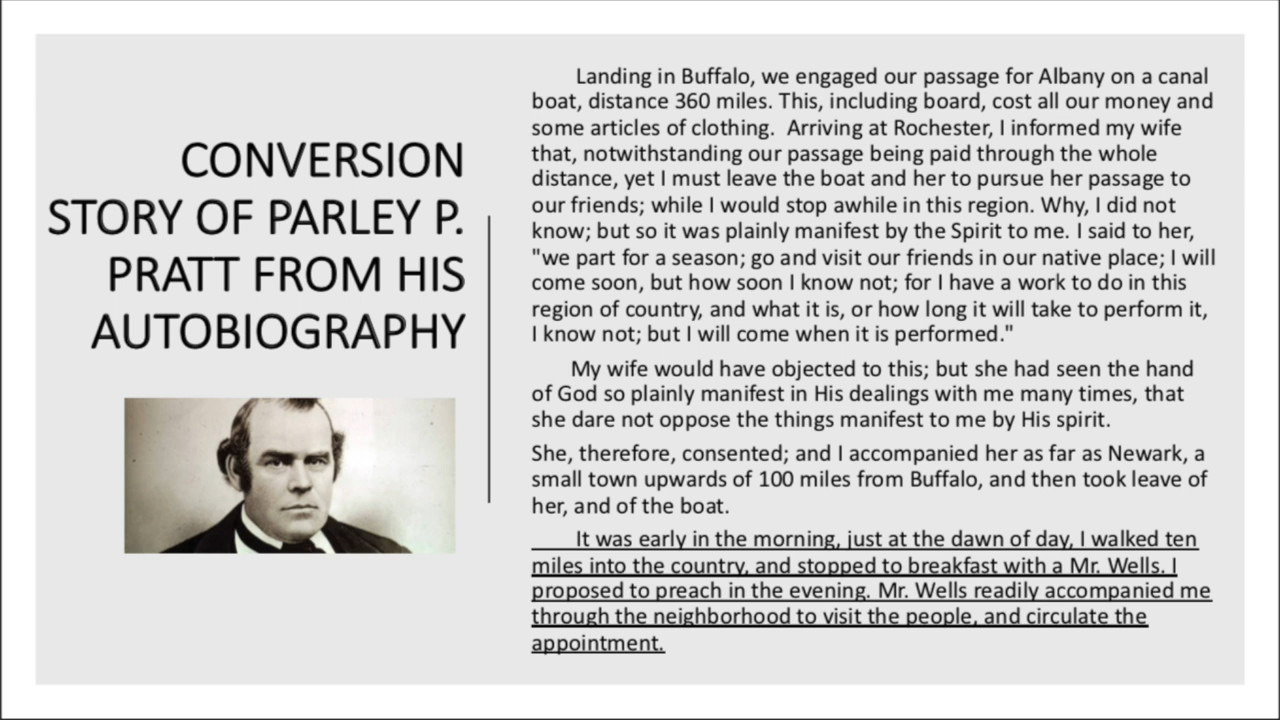 CONVERSION
STORY OF PARLEY P.
PRATT FROM HIS
AUTOBIOGRAPHY
Landing in Buffalo, we engaged our passage for Albany on a canal
boat, distance 360 miles. This, including board, cost all our money and
some articles of clothing.  Arriving at Rochester, I informed my wife
that, notwithstanding our passage being paid through the whole
distance, yet I must leave the boat and her to pursue her passage to
our friends; while I would stop awhile in this region. Why, I did not
know; but so it was plainly manifest by the Spirit to me. I said to her,
"we part for a season; go and visit our friends in our native place; I will
come soon, but how soon I know not; for I have a work to do in this
region of country, and what it is, or how long it will take to perform it,
I know not; but I will come when it is performed."
My wife would have objected to this; but she had seen the hand
of God so plainly manifest in His dealings with me many times, that
she dare not oppose the things manifest to me by His spirit.
She, therefore, consented; and I accompanied her as far as Newark, a
small town upwards of 100 miles from Buffalo, and then took leave of
her, and of the boat.
It was early in the morning, just at the dawn of day, I walked ten
miles into the country, and stopped to breakfast with a Mr. Wells. I
proposed to preach in the evening. Mr. Wells readily accompanied me
through the neighborhood to visit the people, and circulate the
appointment.